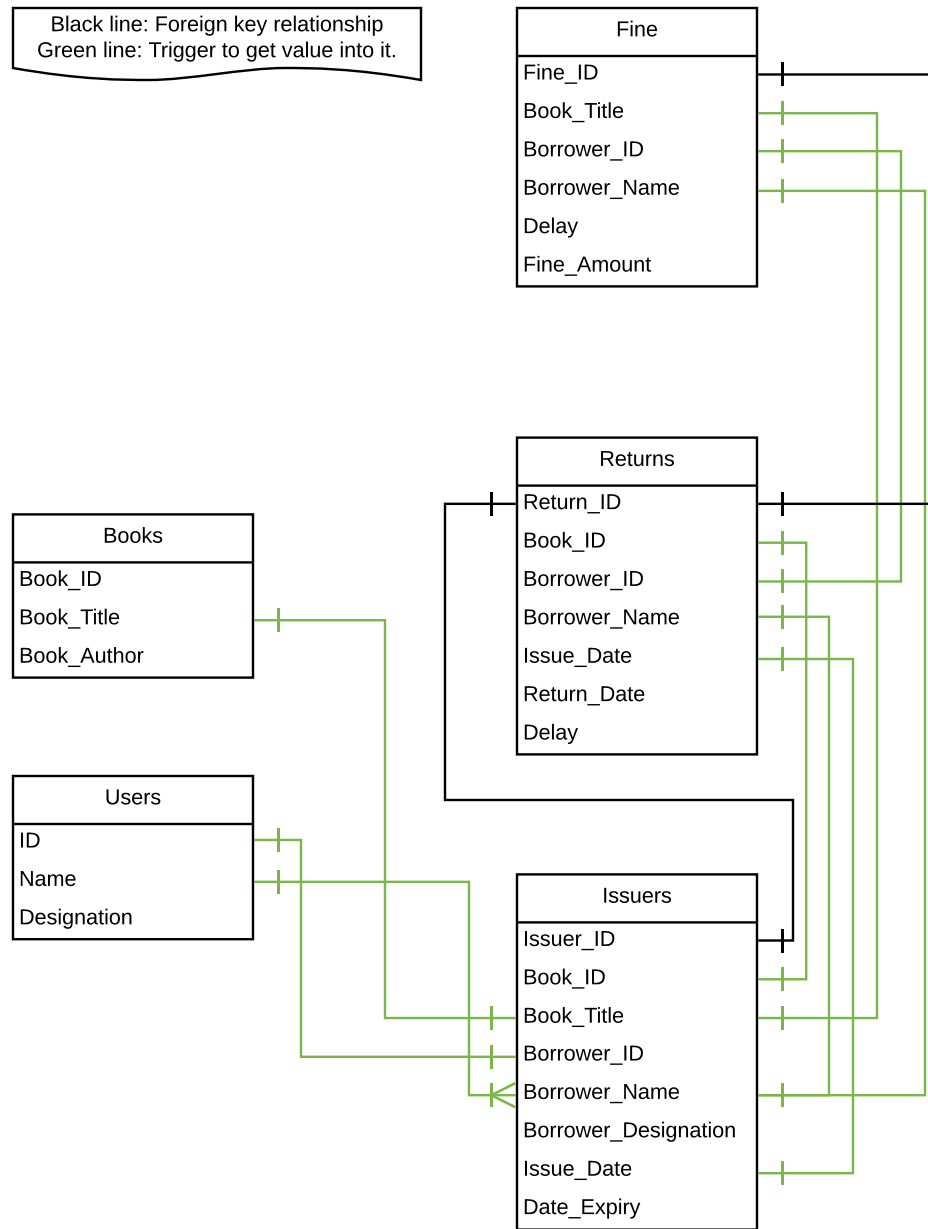 Black line: Foreign key relationship
Green line: Trigger to get value into it.
Fine
Fine_ID
Book_Title
Borrower_ID
Borrower_Name
Delay
Fine_Amount
Returns
Return_ID
Book_ID
Borrower_ID
Borrower_Name
Issue_Date
Return_Date
Delay
Books
Book_ID
Book_Title
Book_Author
Users
ID
Name
Designation
Issuers
Issuer_ID
Book_ID
Book_Title
Borrower_ID
Borrower_Name
Borrower_Designation
Issue_Date
Date_Expiry